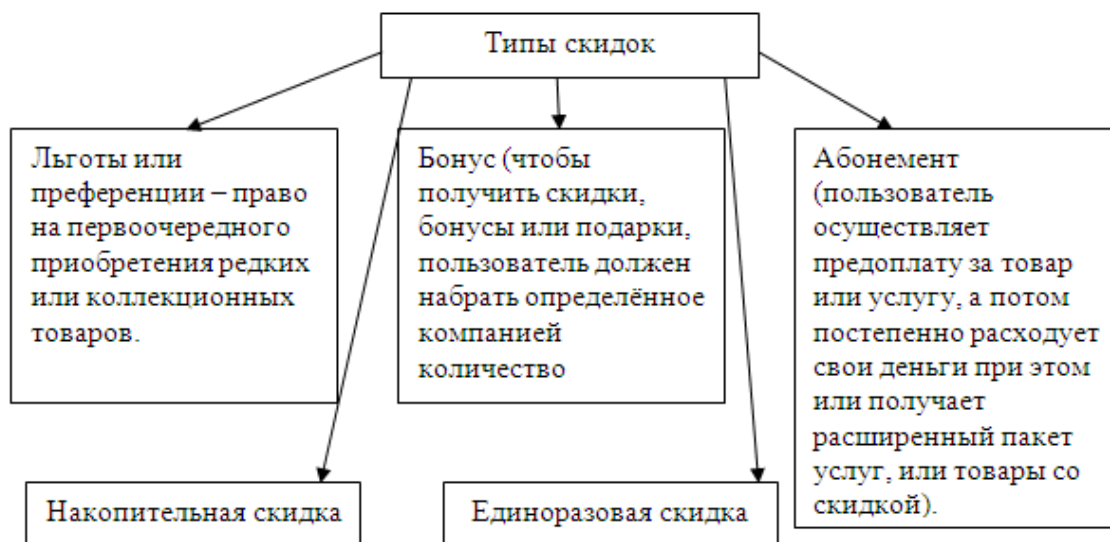 Типы скидок
Льготы или
преференции – право
на первоочередного
приобретения редких
или коллекционных
товаров.
Бонус (чтобы
получить скидки,
бонусы или подарки,
пользователь должен
набрать определённое
компанией
количество
Абонемент
(пользователь
осуществляет
предоплату за товар
или услугу, а потом
постепенно расходует
свои деньги при этом
или получает
расширенный пакет
услуг, или товары со
скидкой).
Накопительная скидка
Единоразовая скидка